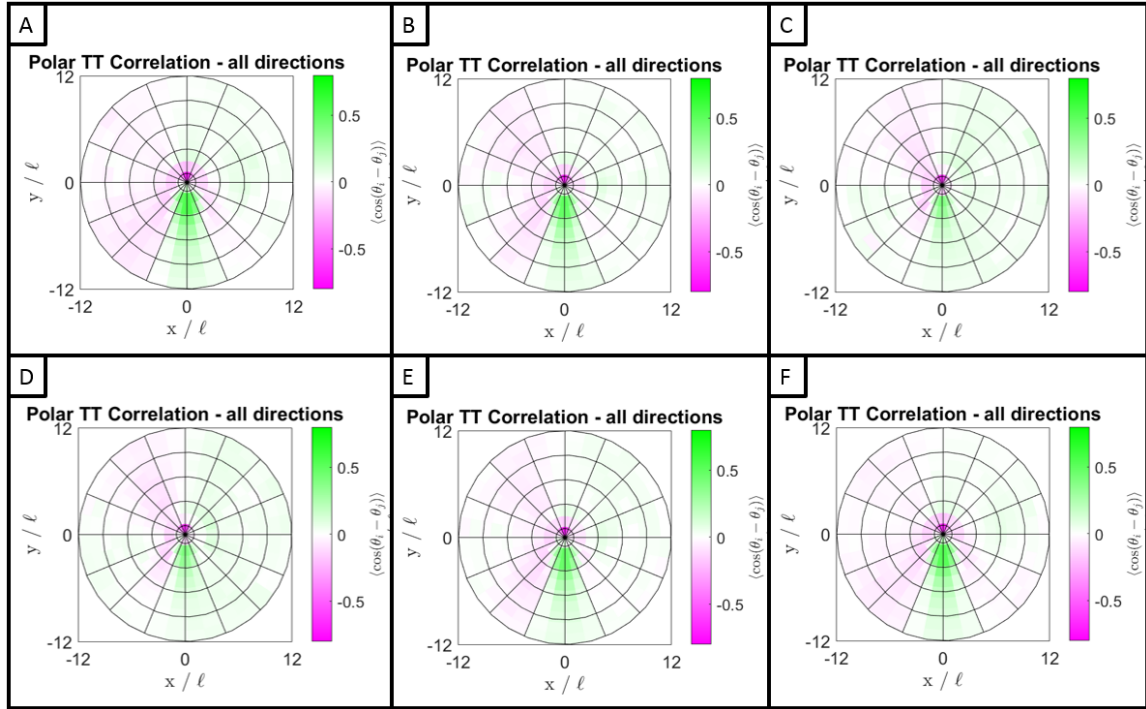 A
Polar TT Correlation - all directions
12
0
-12
y / ℓ
-12
0
12
x / ℓ
0.5
0
-0.5
⟨cos(θi − θj)⟩
B
Polar TT Correlation - all directions
12
0
-12
y / ℓ
-12
0
12
x / ℓ
0.5
0
-0.5
⟨cos(θi − θj)⟩
C
Polar TT Correlation - all directions
12
0
-12
y / ℓ
-12
0
12
x / ℓ
0.5
0
-0.5
⟨cos(θi − θj)⟩
D
Polar TT Correlation - all directions
12
0
-12
y / ℓ
-12
0
12
x / ℓ
0.5
0
-0.5
⟨cos(θi − θj)⟩
E
Polar TT Correlation - all directions
12
0
-12
y / ℓ
-12
0
12
x / ℓ
0.5
0
-0.5
⟨cos(θi − θj)⟩
F
Polar TT Correlation - all directions
12
0
-12
y / ℓ
-12
0
12
x / ℓ
0.5
0
-0.5
⟨cos(θi − θj)⟩